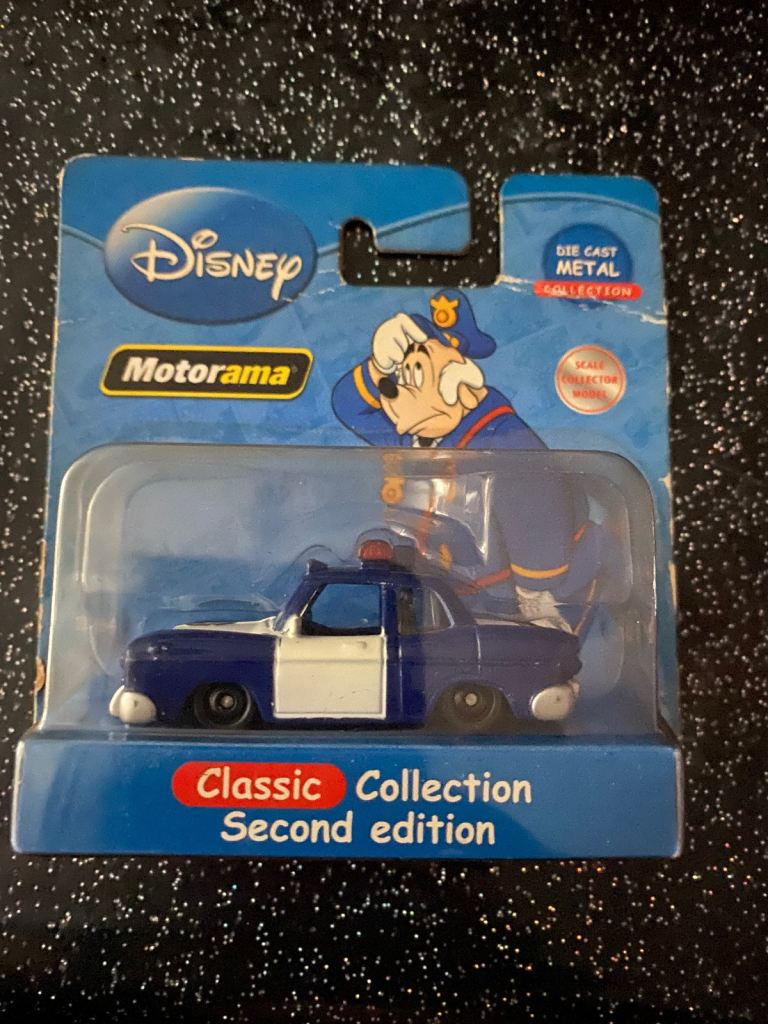 Disney
DIE CAST
METAL
COLLECTION
Motorama
SCALE
COLLECTOR
MODEL
Classic Collection
Second edition